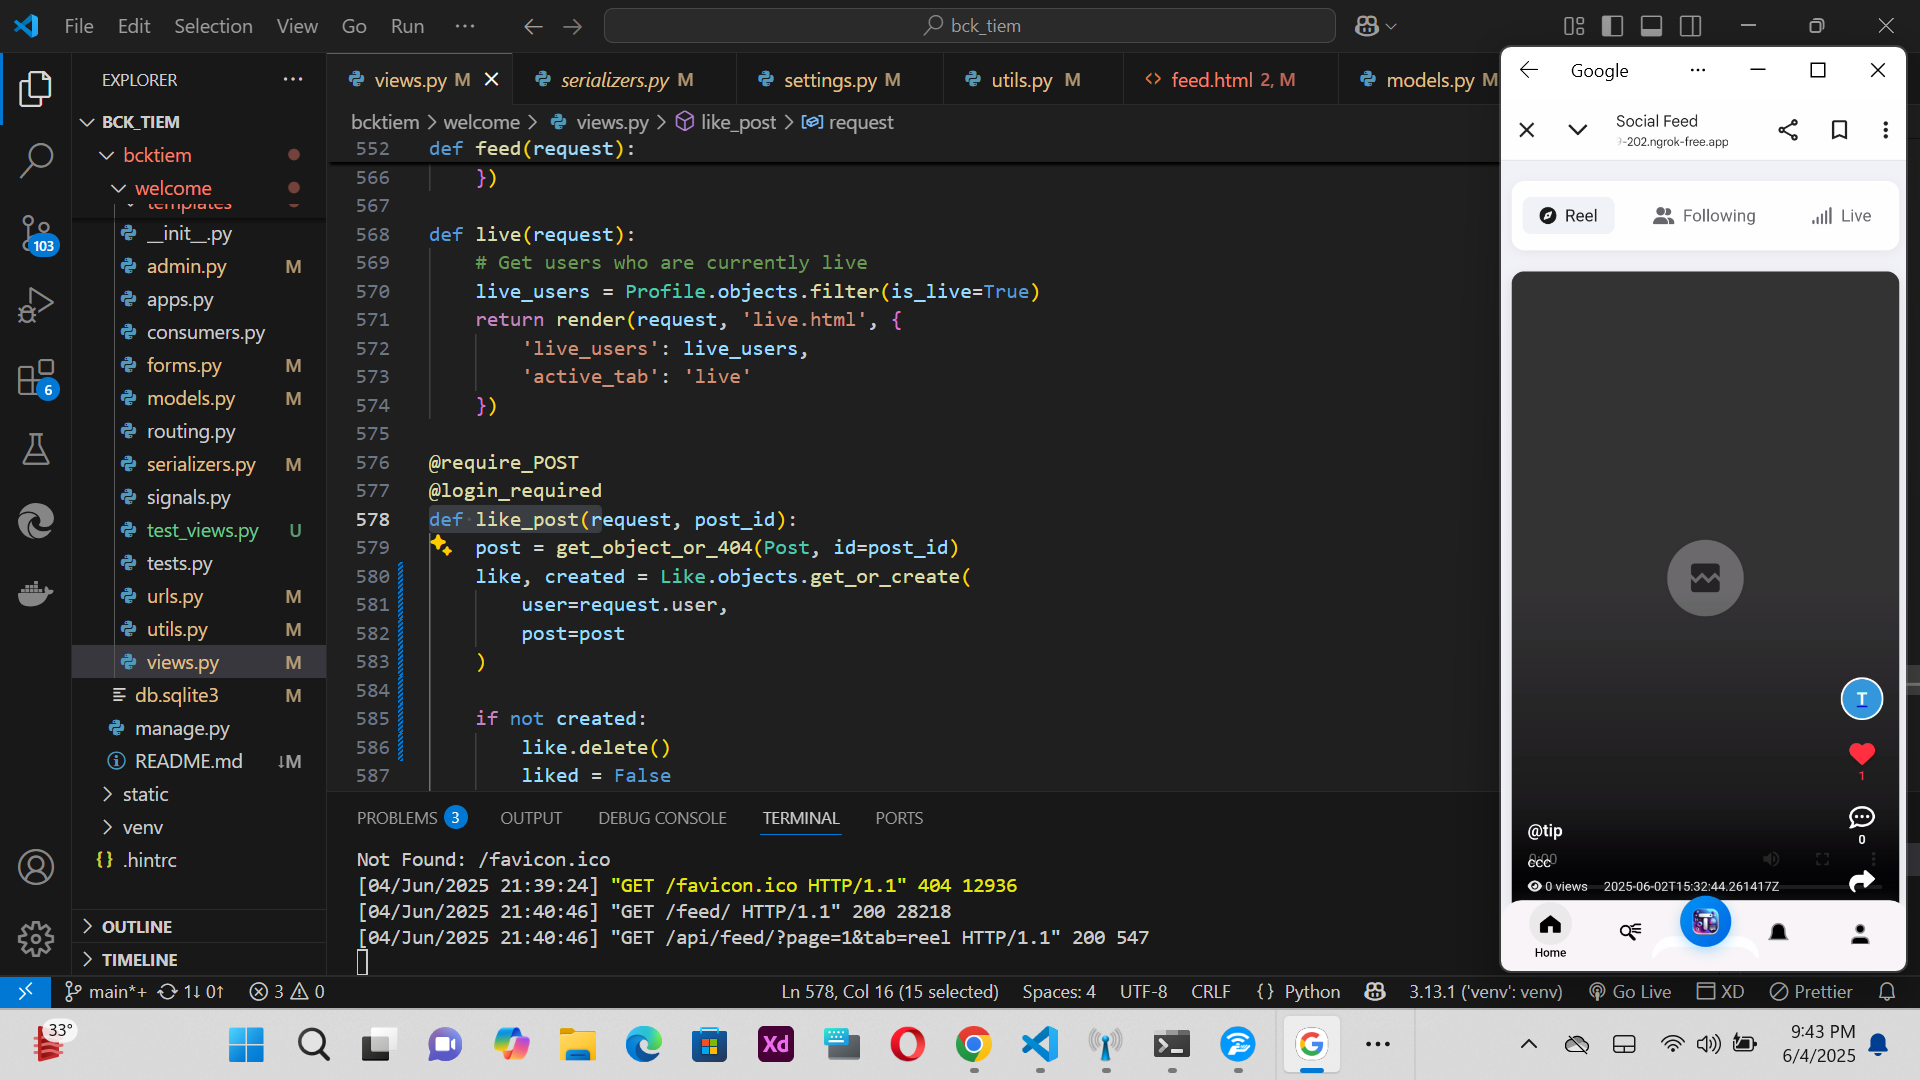 File Edit Selection View Go Run ···
bck_tiem
EXPLORER ···
BCK_TIEM
bcktiem
welcome
templates
__init__.py
admin.py M
apps.py
consumers.py
forms.py M
models.py M
routing.py
serializers.py M
signals.py
test_views.py U
tests.py
urls.py M
utils.py M
views.py M
db.sqlite3 M
manage.py
README.md ↓M
static
venv
{} .hintrc
OUTLINE
TIMELINE
103
6
views.py M serializers.py M settings.py M utils.py M <> feed.html 2, M models.py M
bcktiem > welcome > views.py > like_post > request
552 def feed(request):
566 })
567
568 def live(request):
569 # Get users who are currently live
570 live_users = Profile.objects.filter(is_live=True)
571 return render(request, 'live.html', {
572 'live_users': live_users,
573 'active_tab': 'live'
574 })
575
576 @require_POST
577 @login_required
578 def like_post(request, post_id):
579 post = get_object_or_404(Post, id=post_id)
580 like, created = Like.objects.get_or_create(
581 user=request.user,
582 post=post
583 )
584
585 if not created:
586 like.delete()
587 liked = False
PROBLEMS 3 OUTPUT DEBUG CONSOLE TERMINAL PORTS
Not Found: /favicon.ico
[04/Jun/2025 21:39:24] "GET /favicon.ico HTTP/1.1" 404 12936
[04/Jun/2025 21:40:46] "GET /feed/ HTTP/1.1" 200 28218
[04/Jun/2025 21:40:46] "GET /api/feed/?page=1&tab=reel HTTP/1.1" 200 547
Google ···
Social Feed
-202.ngrok-free.app
Reel Following Live
T
1
0
@tip
ccc
0:00
0 views 2025-06-02T15:32:44.261417Z
Home
main*+ 1↓ 0↑ 3 0 Ln 578, Col 16 (15 selected) Spaces: 4 UTF-8 CRLF {} Python 3.13.1 ('venv': venv) Go Live XD Prettier
33°
Xd
9:43 PM
6/4/2025